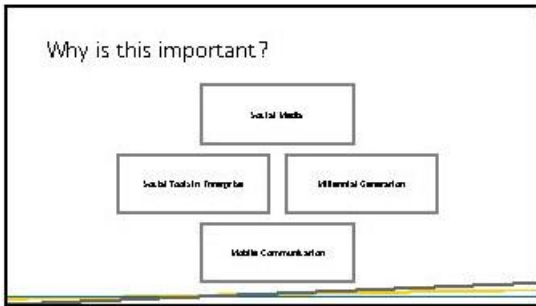 Why is this important?
Social Media
Social Tools in Enterprise
Millennial Generation
Mobile Communication